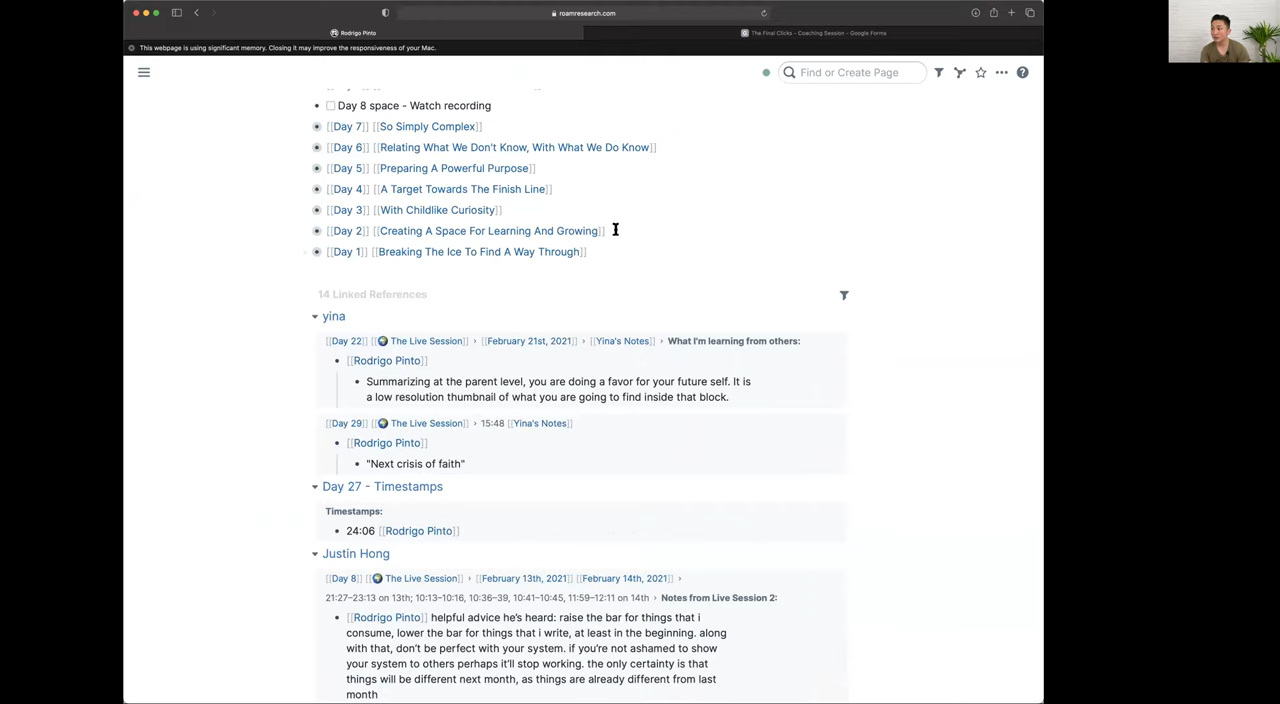 roamresearch.com
Rodrigo Pinto
The Final Clicks - Coaching Session - Google Forms
This webpage is using significant memory. Closing it may improve the responsiveness of your Mac.
Find or Create Page
Day 8 space - Watch recording
[[Day 7]] [[So Simply Complex]]
[[Day 6]] [[Relating What We Don't Know, With What We Do Know]]
[[Day 5]] [[Preparing A Powerful Purpose]]
[[Day 4]] [[A Target Towards The Finish Line]]
[[Day 3]] [[With Childlike Curiosity]]
[[Day 2]] [[Creating A Space For Learning And Growing]]
[[Day 1]] [[Breaking The Ice To Find A Way Through]]
14 Linked References
yina
[[Day 22]] [[🌍 The Live Session]] › [[February 21st, 2021]] › [[Yina's Notes]] › What I'm learning from others:
[[Rodrigo Pinto]]
Summarizing at the parent level, you are doing a favor for your future self. It is
a low resolution thumbnail of what you are going to find inside that block.
[[Day 29]] [[🌍 The Live Session]] › 15:48 [[Yina's Notes]]
[[Rodrigo Pinto]]
"Next crisis of faith"
Day 27 - Timestamps
Timestamps:
24:06 [[Rodrigo Pinto]]
Justin Hong
[[Day 8]] [[🌍 The Live Session]] › [[February 13th, 2021]] [[February 14th, 2021]] ›
21:27–23:13 on 13th; 10:13–10:16, 10:36–39, 10:41–10:45, 11:59–12:11 on 14th › Notes from Live Session 2:
[[Rodrigo Pinto]] helpful advice he's heard: raise the bar for things that i
consume, lower the bar for things that i write, at least in the beginning. along
with that, don't be perfect with your system. if you're not ashamed to show
your system to others perhaps it'll stop working. the only certainty is that
things will be different next month, as things are already different from last
month